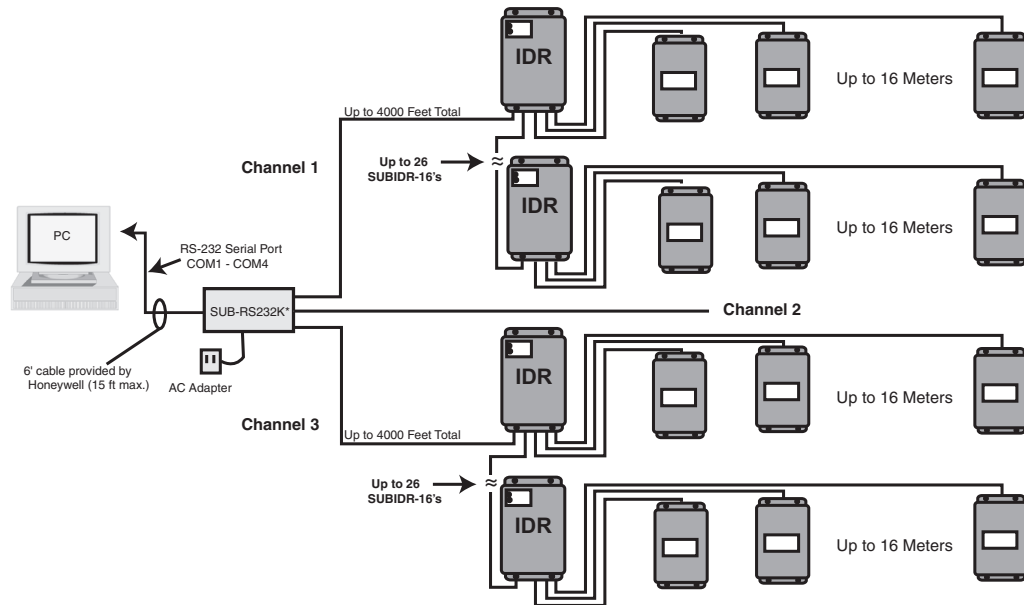 IDR
Up to 16 Meters
Up to 4000 Feet Total
Channel 1
Up to 26
SUBIDR-16's
IDR
Up to 16 Meters
PC
RS-232 Serial Port
COM1 - COM4
SUB-RS232K*
Channel 2
6' cable provided by
Honeywell (15 ft max.)
AC Adapter
IDR
Up to 16 Meters
Channel 3
Up to 4000 Feet Total
Up to 26
SUBIDR-16's
IDR
Up to 16 Meters